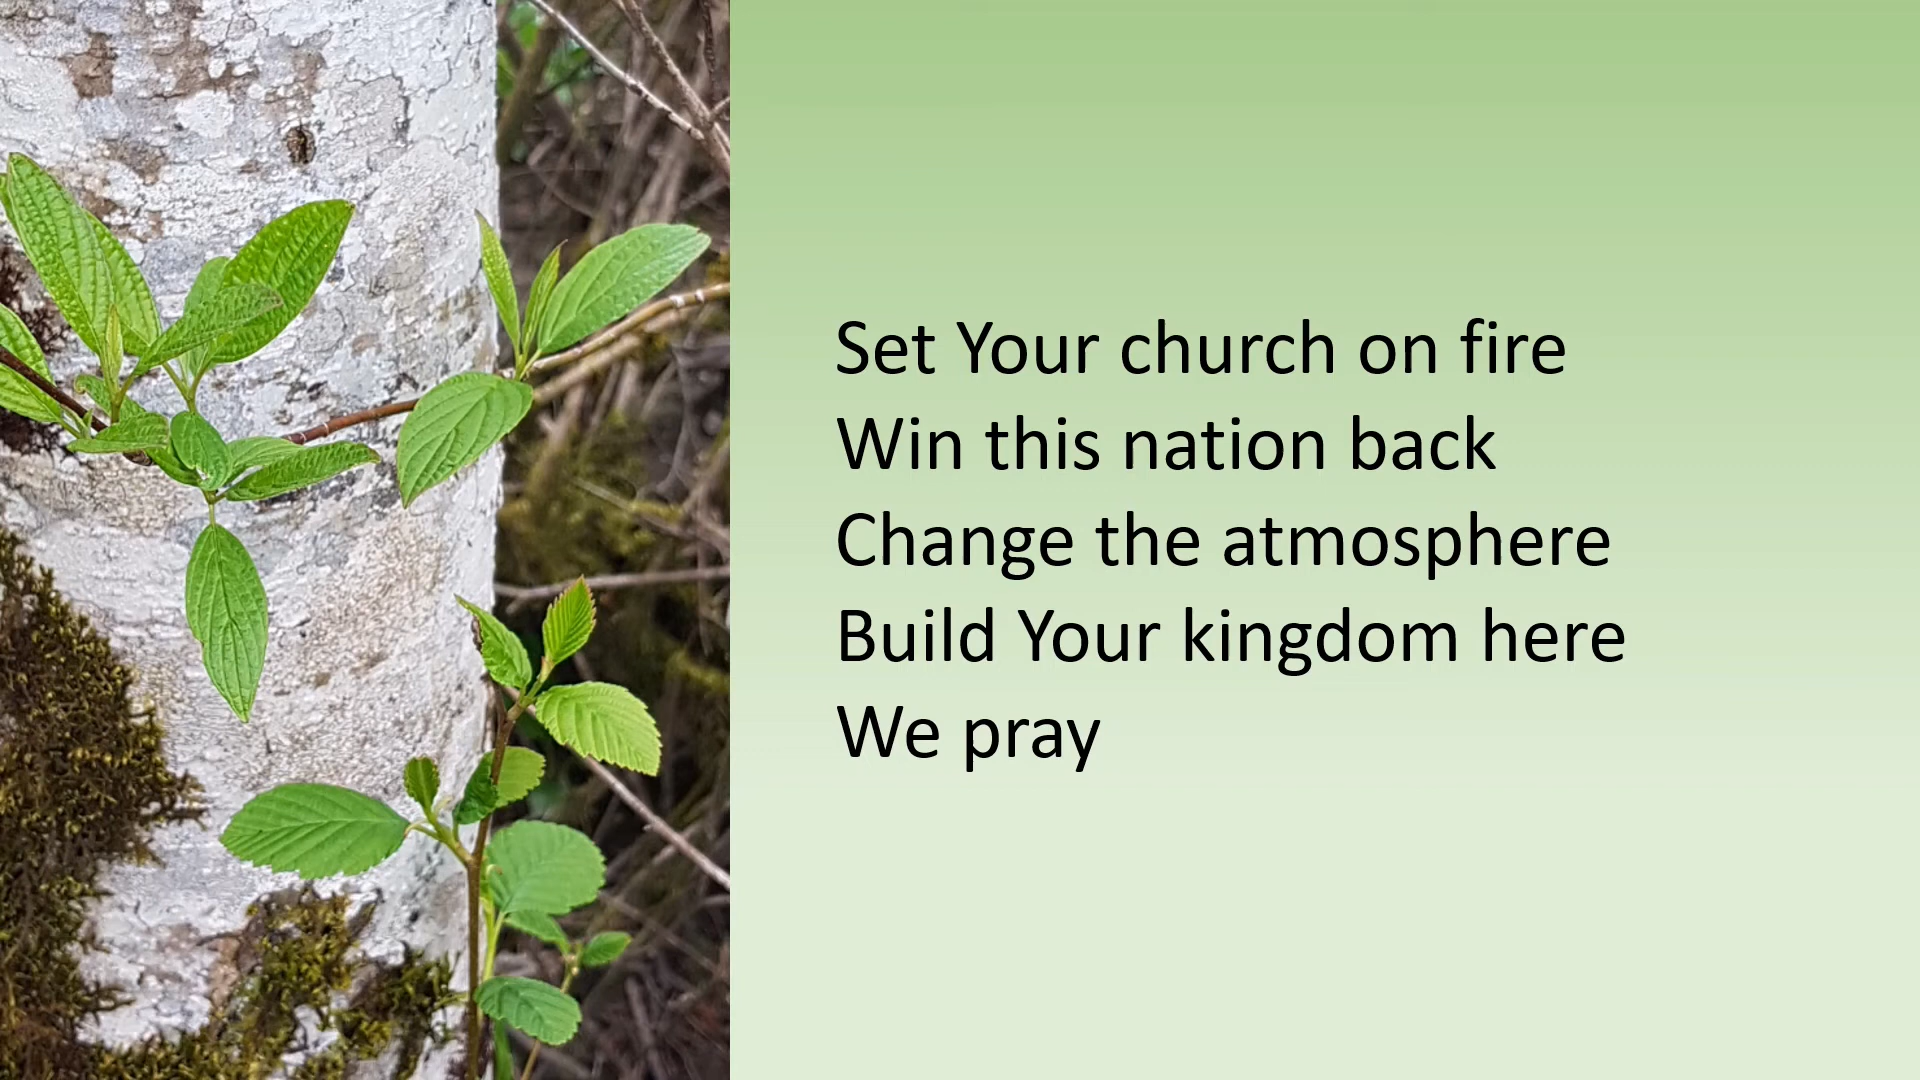 Set Your church on fire
Win this nation back
Change the atmosphere
Build Your kingdom here
We pray